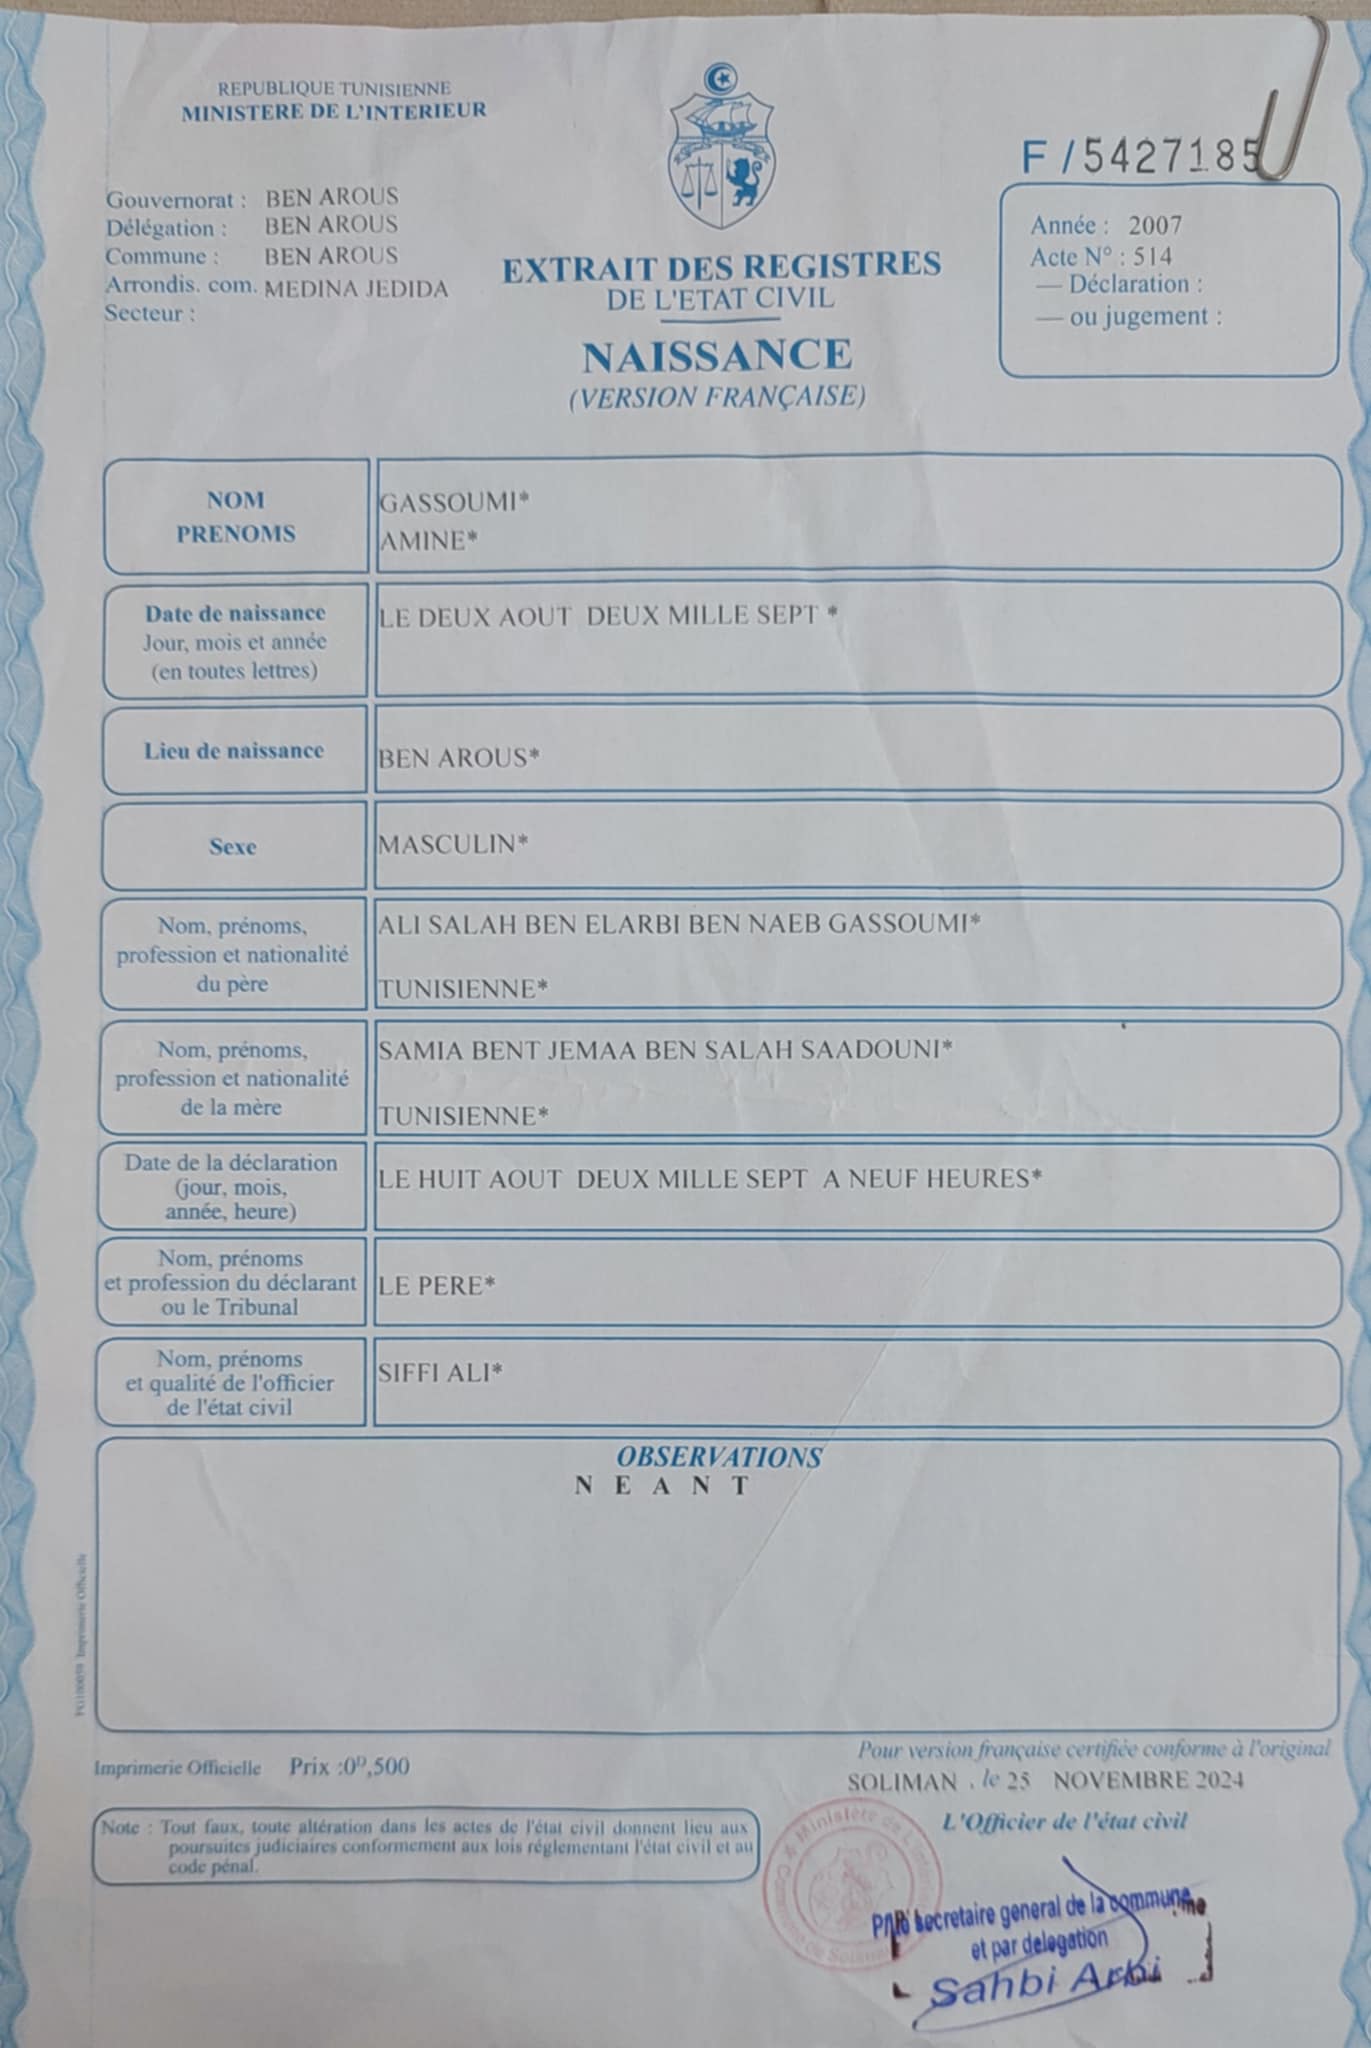 REPUBLIQUE TUNISIENNE
MINISTERE DE L'INTERIEUR
F / 5427185
Gouvernorat : BEN AROUS
Délégation : BEN AROUS
Commune : BEN AROUS
Arrondis. com. MEDINA JEDIDA
Secteur :
EXTRAIT DES REGISTRES
DE L'ETAT CIVIL
NAISSANCE
(VERSION FRANÇAISE)
Année : 2007
Acte N° : 514
— Déclaration :
— ou jugement :
NOM
PRENOMS
GASSOUMI*
AMINE*
Date de naissance
Jour, mois et année
(en toutes lettres)
LE DEUX AOUT DEUX MILLE SEPT *
Lieu de naissance
BEN AROUS*
Sexe
MASCULIN*
Nom, prénoms,
profession et nationalité
du père
ALI SALAH BEN ELARBI BEN NAEB GASSOUMI*
TUNISIENNE*
Nom, prénoms,
profession et nationalité
de la mère
SAMIA BENT JEMAA BEN SALAH SAADOUNI*
TUNISIENNE*
Date de la déclaration
(jour, mois,
année, heure)
LE HUIT AOUT DEUX MILLE SEPT A NEUF HEURES*
Nom, prénoms
et profession du déclarant
ou le Tribunal
LE PERE*
Nom, prénoms
et qualité de l'officier
de l'état civil
SIFFI ALI*
OBSERVATIONS
N E A N T
Imprimerie Officielle
Imprimerie Officielle Prix :0ᴰ,500
Pour version française certifiée conforme à l'original
SOLIMAN , le 25 NOVEMBRE 2024
L'Officier de l'état civil
Note : Tout faux, toute altération dans les actes de l'état civil donnent lieu aux
poursuites judiciaires conformement aux lois réglementant l'état civil et au
code pénal.
Ministère de L'intérieur
Commune de Soliman
secretaire general de la commune
et par delegation
Sahbi Arbi